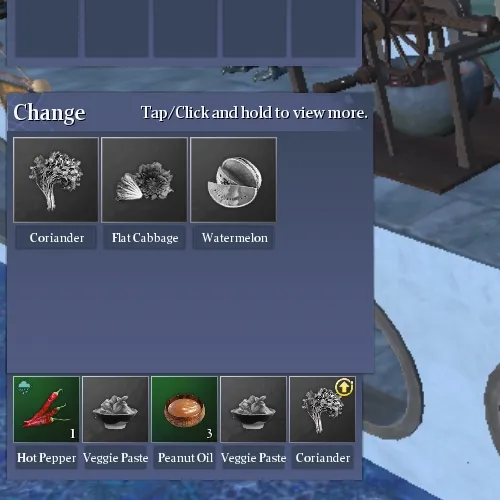 Change
Tap/Click and hold to view more.
Coriander
Flat Cabbage
Watermelon
1
3
Hot Pepper
Veggie Paste
Peanut Oil
Veggie Paste
Coriander